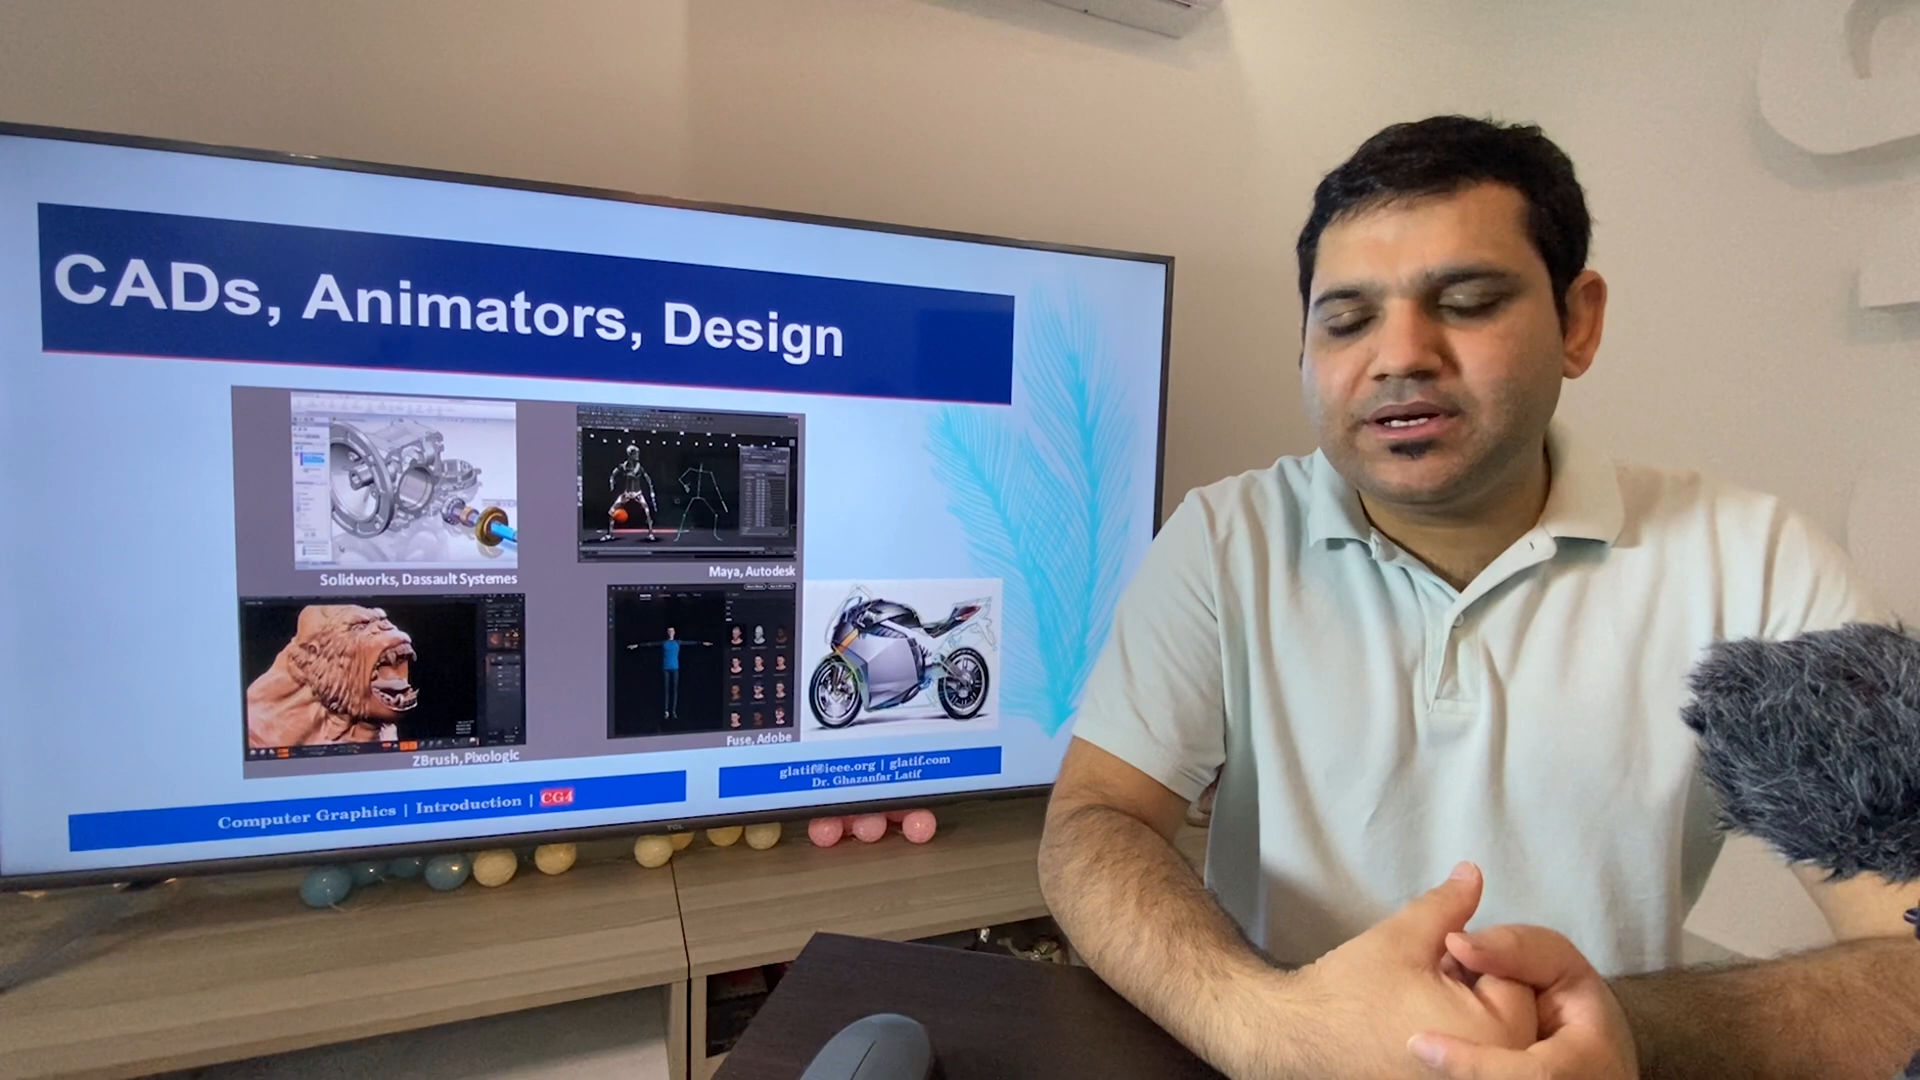 CADs, Animators, Design
Solidworks, Dassault Systemes
Maya, Autodesk
ZBrush, Pixologic
Fuse, Adobe
Computer Graphics | Introduction | CG4
glatif@ieee.org | glatif.com
Dr. Ghazanfar Latif
TCL